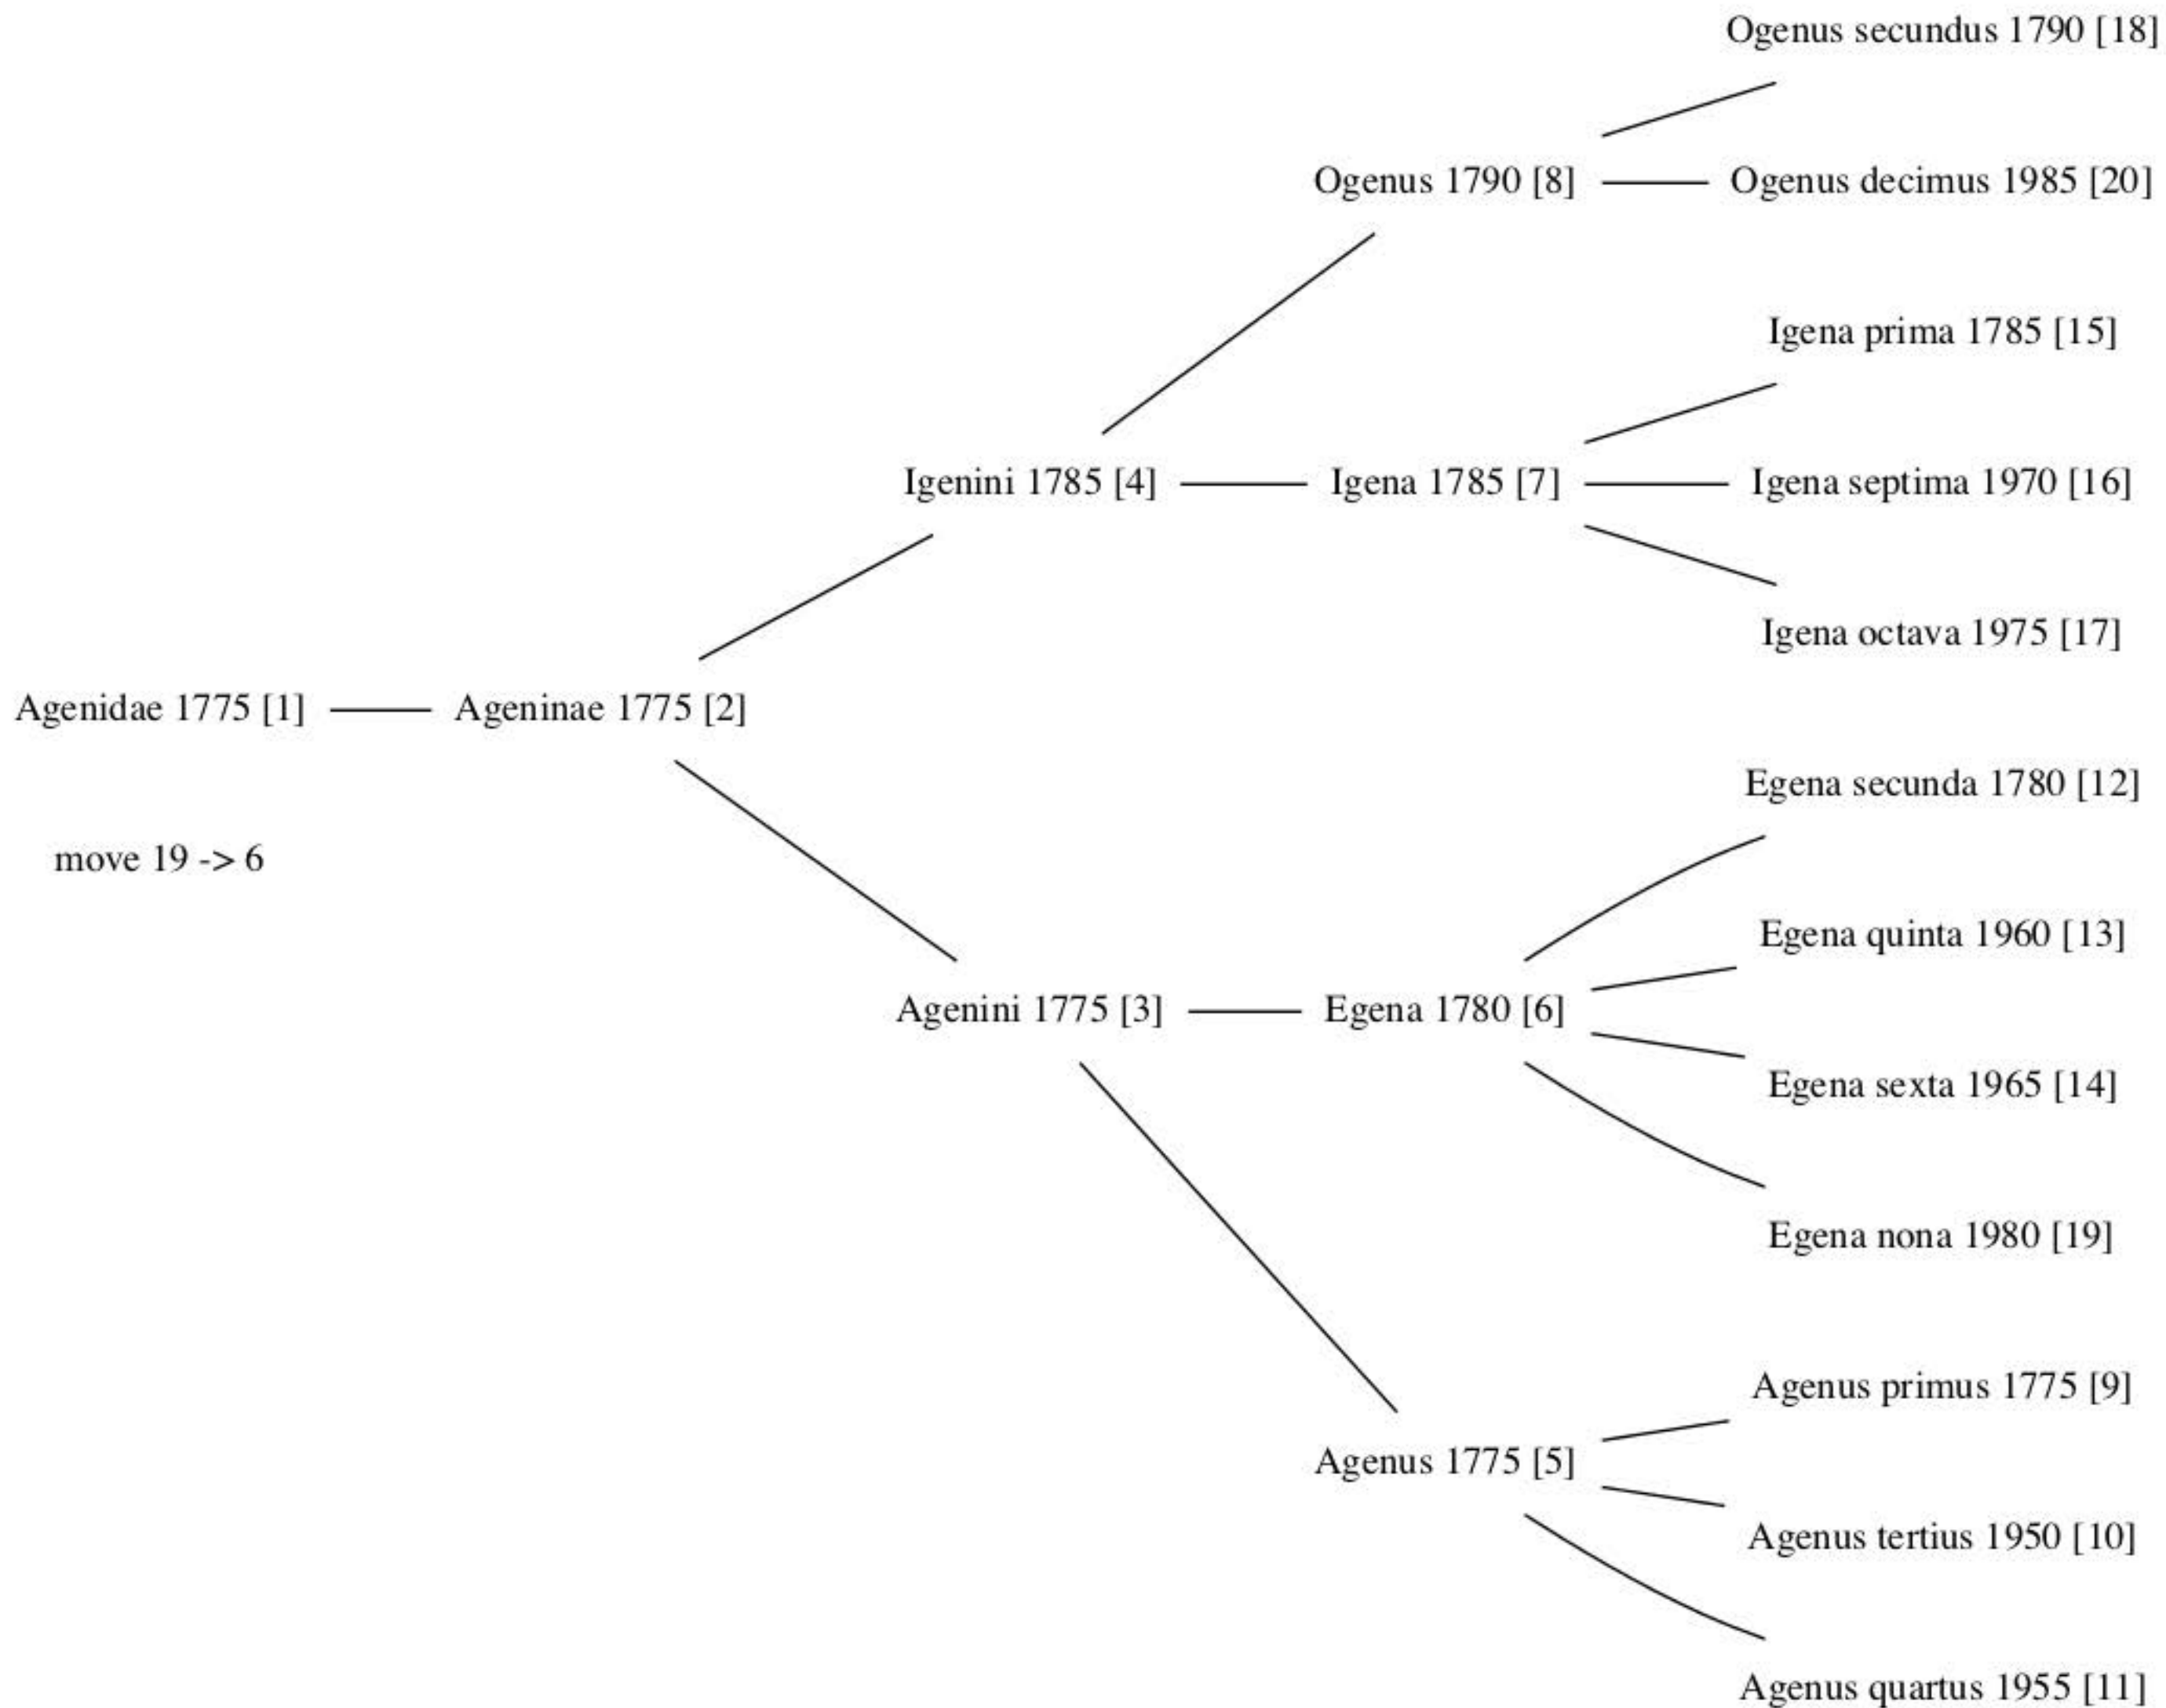 Ogenus secundus 1790 [18]
Ogenus 1790 [8]
Ogenus decimus 1985 [20]
Igena prima 1785 [15]
Igenini 1785 [4]
Igena 1785 [7]
Igena septima 1970 [16]
Igena octava 1975 [17]
Agenidae 1775 [1]
Ageninae 1775 [2]
Egena secunda 1780 [12]
move 19 -> 6
Egena quinta 1960 [13]
Agenini 1775 [3]
Egena 1780 [6]
Egena sexta 1965 [14]
Egena nona 1980 [19]
Agenus primus 1775 [9]
Agenus 1775 [5]
Agenus tertius 1950 [10]
Agenus quartus 1955 [11]